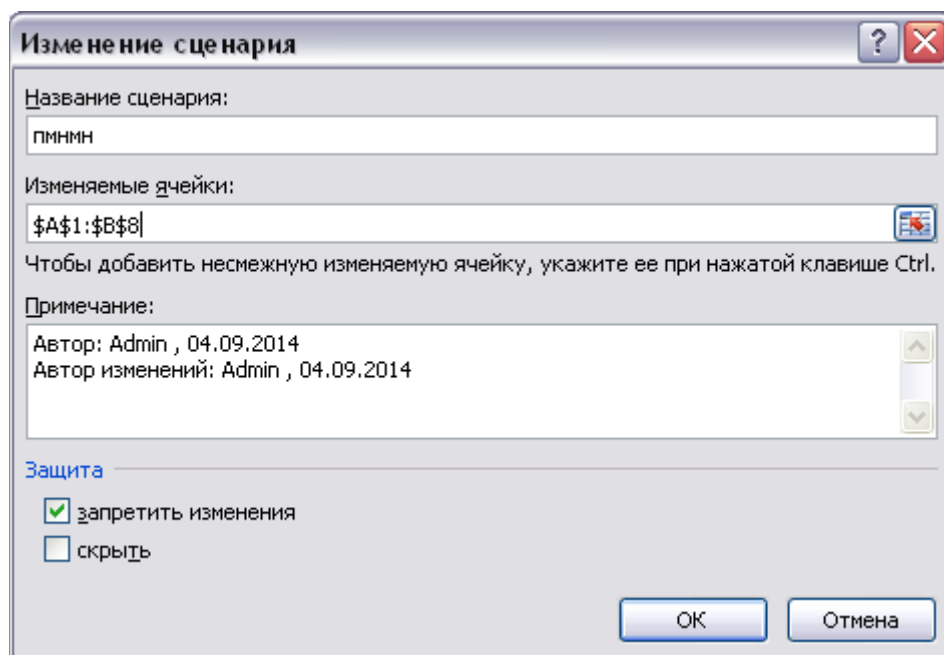 Изменение сценария
Название сценария:
пмнмн
Изменяемые ячейки:
$A$1:$B$8
Чтобы добавить несмежную изменяемую ячейку, укажите ее при нажатой клавише Ctrl.
Примечание:
Автор: Admin , 04.09.2014
Автор изменений: Admin , 04.09.2014
Защита
запретить изменения
скрыть
ОК Отмена